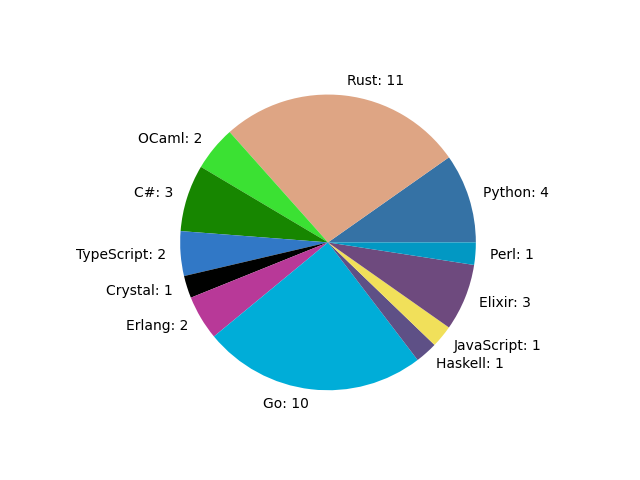 Rust: 11
OCaml: 2
C#: 3
Python: 4
TypeScript: 2
Perl: 1
Crystal: 1
Elixir: 3
Erlang: 2
JavaScript: 1
Haskell: 1
Go: 10